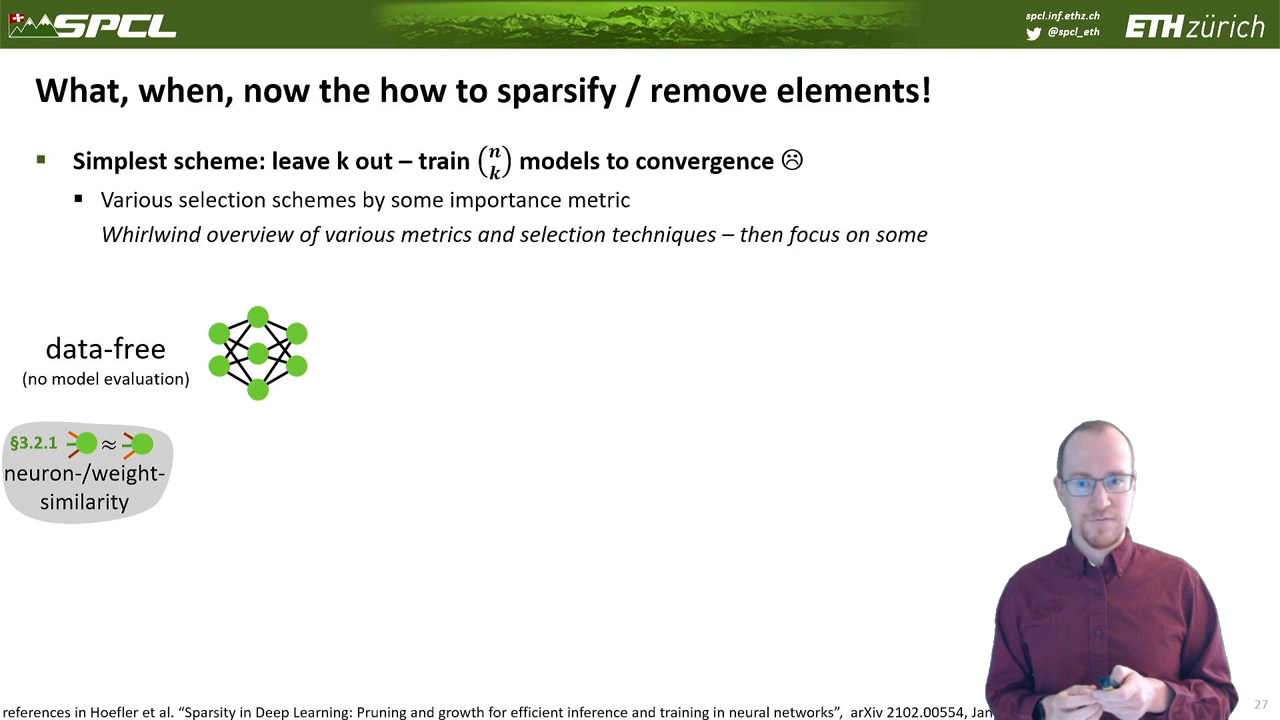 SPCL
spcl.inf.ethz.ch
@spcl_eth
ETH zürich
What, when, now the how to sparsify / remove elements!
Simplest scheme: leave k out – train (n k) models to convergence ☹
Various selection schemes by some importance metric
Whirlwind overview of various metrics and selection techniques – then focus on some
data-free
(no model evaluation)
§3.2.1 ≈
neuron-/weight-
similarity
references in Hoefler et al. “Sparsity in Deep Learning: Pruning and growth for efficient inference and training in neural networks”, arXiv 2102.00554,
27